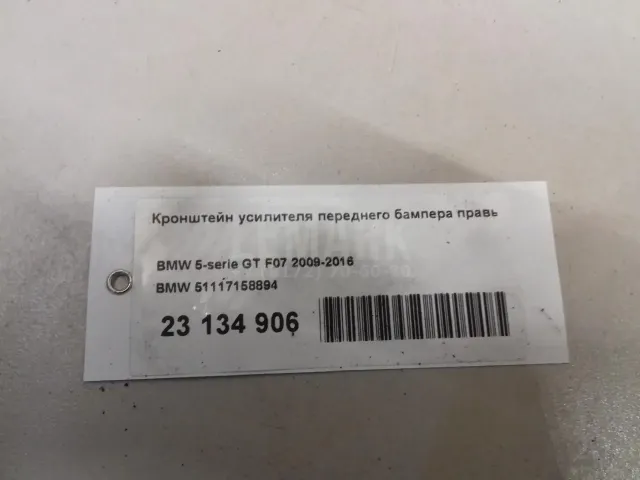 Кронштейн усилителя переднего бампера правь
BMW 5-serie GT F07 2009-2016
BMW 51117158894
23 134 906